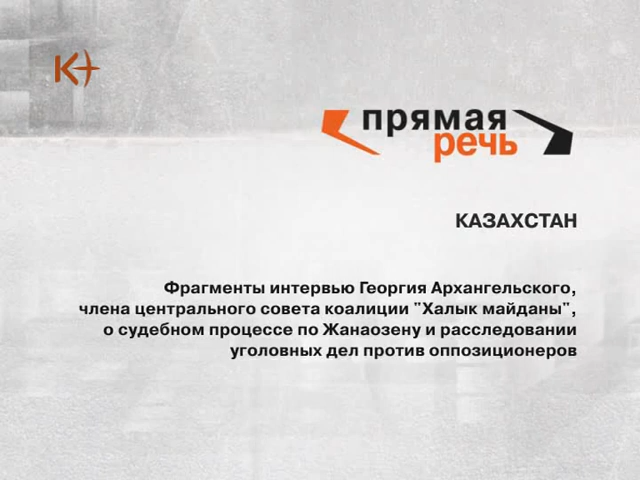 K+
прямая
речь
КАЗАХСТАН
Фрагменты интервью Георгия Архангельского,
члена центрального совета коалиции "Халык майданы",
о судебном процессе по Жанаозену и расследовании
уголовных дел против оппозиционеров